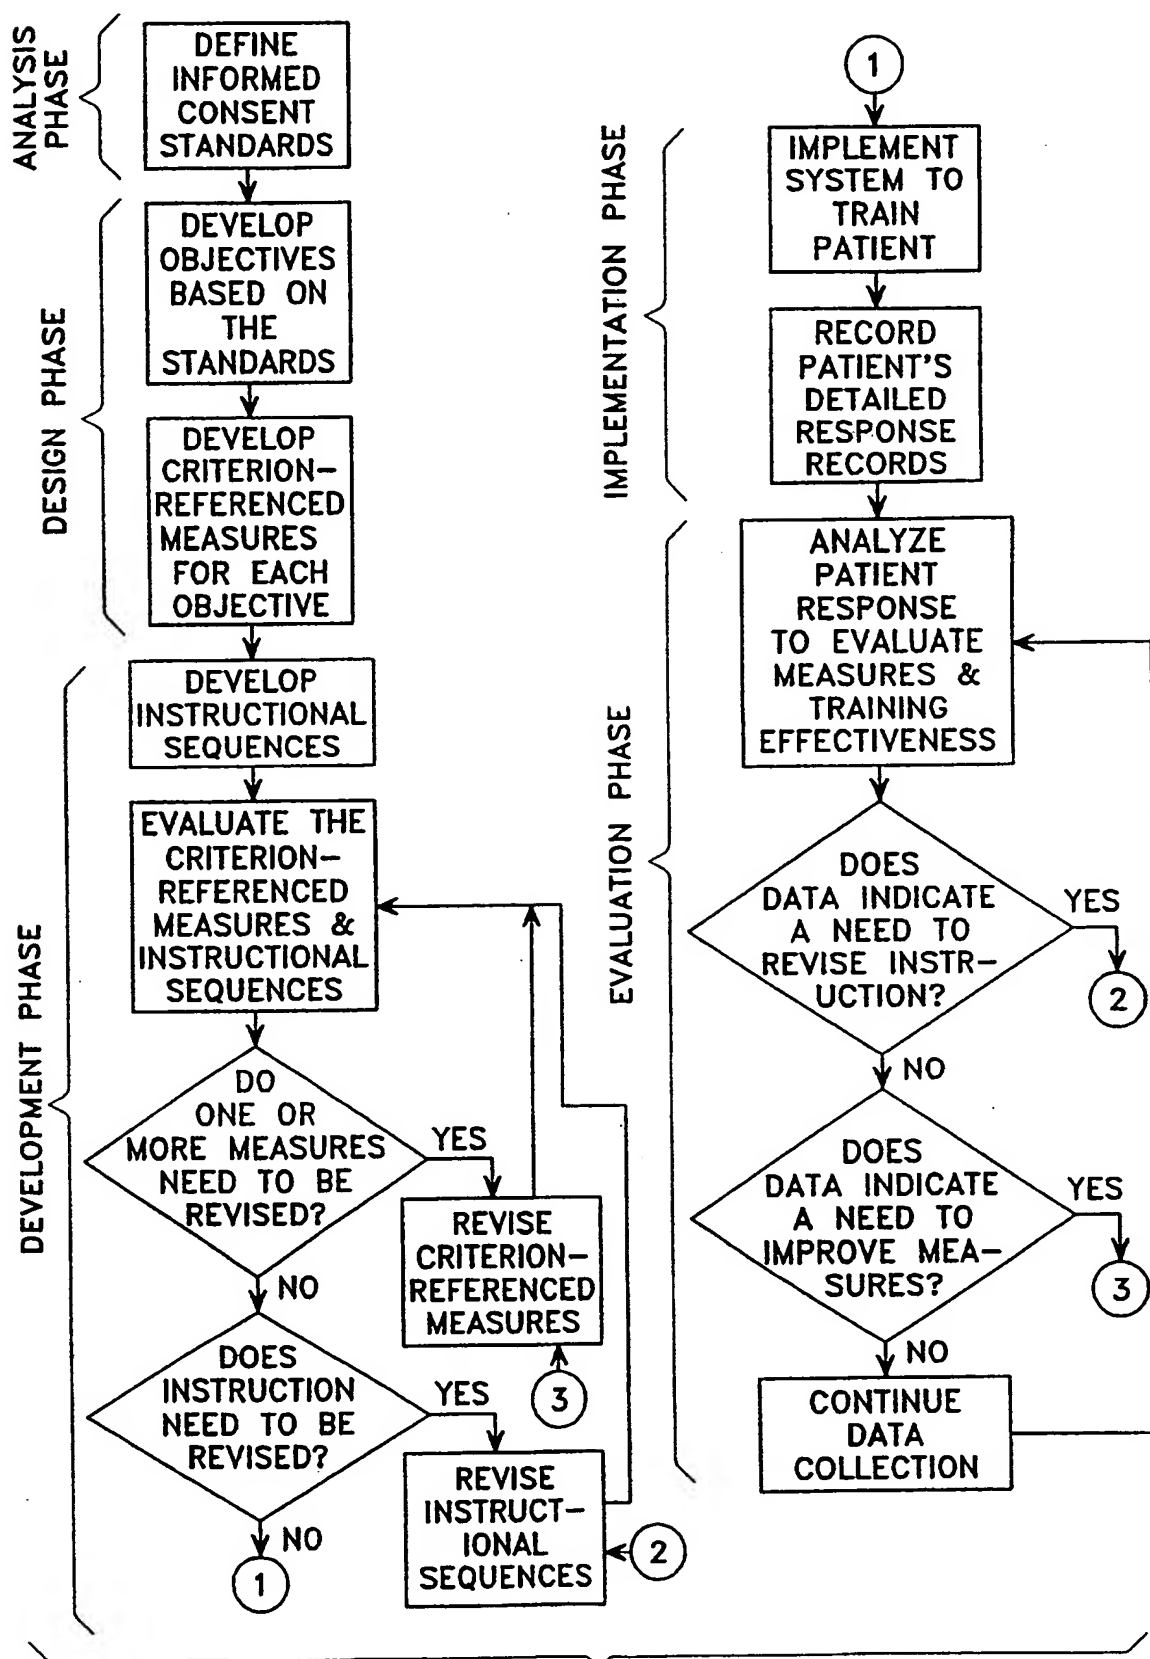 ANALYSIS
PHASE
DEFINE
INFORMED
CONSENT
STANDARDS
DESIGN PHASE
DEVELOP
OBJECTIVES
BASED ON
THE
STANDARDS
DEVELOP
CRITERION-
REFERENCED
MEASURES
FOR EACH
OBJECTIVE
DEVELOPMENT PHASE
DEVELOP
INSTRUCTIONAL
SEQUENCES
EVALUATE THE
CRITERION-
REFERENCED
MEASURES &
INSTRUCTIONAL
SEQUENCES
DO
ONE OR
MORE MEASURES
NEED TO BE
REVISED?
YES
REVISE
CRITERION-
REFERENCED
MEASURES
3
NO
DOES
INSTRUCTION
NEED TO BE
REVISED?
YES
REVISE
INSTRUCT-
IONAL
SEQUENCES
2
NO
1
1
IMPLEMENTATION PHASE
IMPLEMENT
SYSTEM TO
TRAIN
PATIENT
RECORD
PATIENT'S
DETAILED
RESPONSE
RECORDS
EVALUATION PHASE
ANALYZE
PATIENT
RESPONSE
TO EVALUATE
MEASURES &
TRAINING
EFFECTIVENESS
DOES
DATA INDICATE
A NEED TO
REVISE INSTR-
UCTION?
YES
2
NO
DOES
DATA INDICATE
A NEED TO
IMPROVE MEA-
SURES?
YES
3
NO
CONTINUE
DATA
COLLECTION